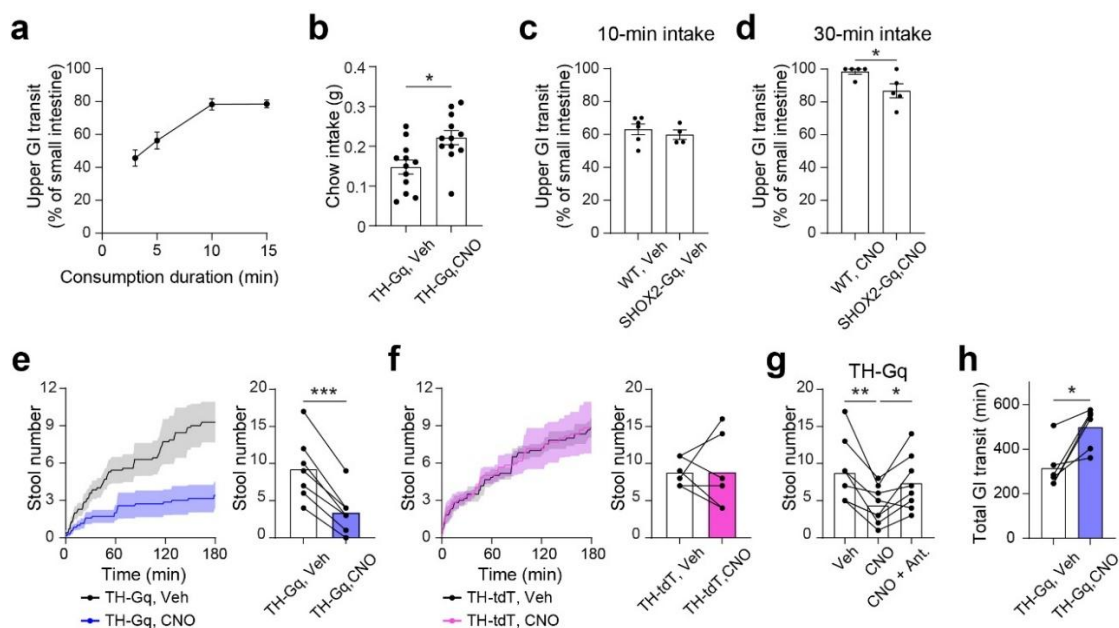 a
Upper GI transit
(% of small intestine)
100
80
60
40
20
0
0 5 10 15
Consumption duration (min)
b
Chow intake (g)
0.4
0.3
0.2
0.1
0
*
TH-Gq, Veh
TH-Gq,CNO
c
10-min intake
Upper GI transit
(% of small intestine)
100
80
60
40
20
0
WT, Veh
SHOX2-Gq, Veh
d
30-min intake
Upper GI transit
(% of small intestine)
100
80
60
40
20
0
*
WT, CNO
SHOX2-Gq,CNO
e
Stool number
12
9
6
3
0
0 60 120 180
Time (min)
TH-Gq, Veh
TH-Gq, CNO
Stool number
20
15
10
5
0
***
TH-Gq, Veh
TH-Gq,CNO
f
Stool number
12
9
6
3
0
0 60 120 180
Time (min)
TH-tdT, Veh
TH-tdT, CNO
Stool number
20
15
10
5
0
TH-tdT, Veh
TH-tdT,CNO
g
TH-Gq
Stool number
20
15
10
5
0
** *
Veh
CNO
CNO + Ant.
h
Total GI transit (min)
600
400
200
0
*
TH-Gq, Veh
TH-Gq,CNO